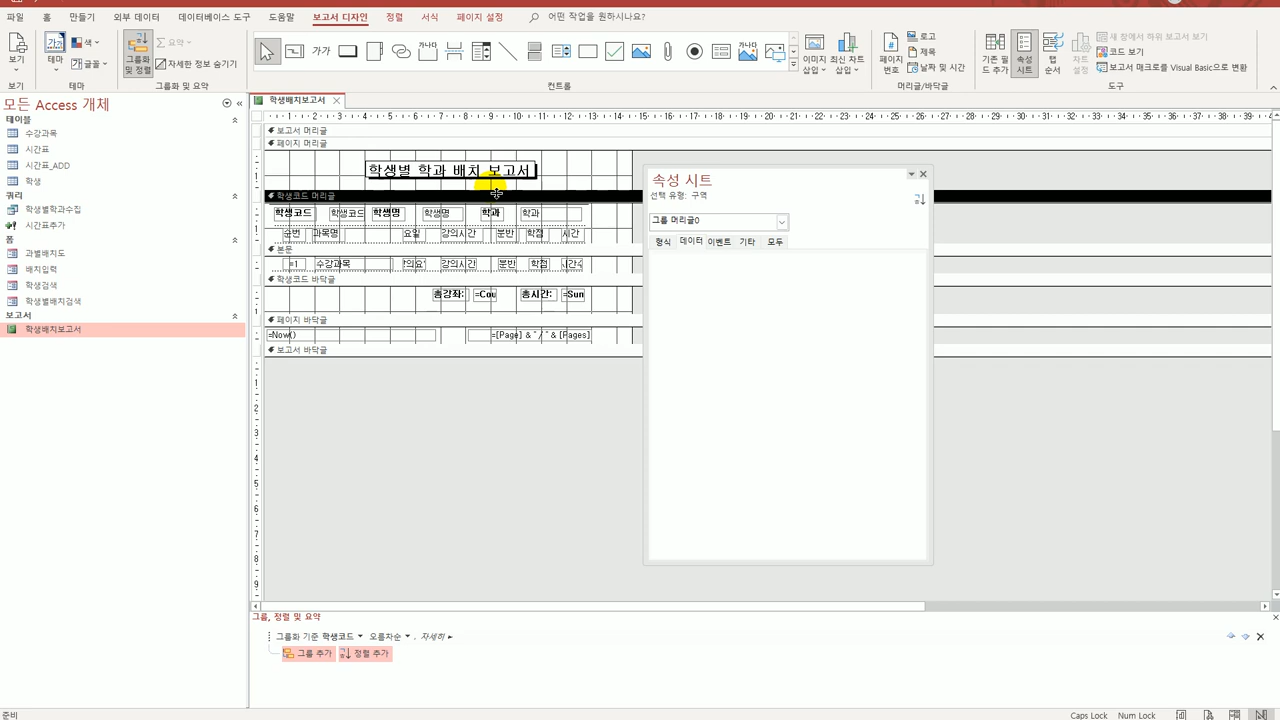 파일 홈 만들기 외부 데이터 데이터베이스 도구 도움말 보고서 디자인 정렬 서식 페이지 설정 어떤 작업을 원하시나요?
보기 테마 색 글꼴 그룹화 및 정렬 요약 자세한 정보 숨기기 가가 가나다 가나다 이미지 삽입 최신 차트 삽입 페이지 번호 로고 제목 날짜 및 시간 기존 필드 추가 속성 시트 탭 순서 차트 설정 새 창에서 하위 보고서 보기 코드 보기 보고서 매크로를 Visual Basic으로 변환
보기 테마 그룹화 및 요약 컨트롤 머리글/바닥글 도구
모든 Access 개체
테이블
수강과목
시간표
시간표_ADD
학생
쿼리
학생별학과수집
시간표추가
폼
과별배치도
배치입력
학생검색
학생별배치검색
보고서
학생배치보고서
학생배치보고서
보고서 머리글
페이지 머리글
학생별 학과 배치 보고서
학생코드 머리글
학생코드 학생코드 학생명 학생명 학과 학과
순번 과목명 요일 강의시간 분반 학점 시간
본문
=1 수강과목 강의시간 분반 학점
학생코드 바닥글
총강좌: =Cou 총시간: =Sun
페이지 바닥글
=Now() =[Page] & " / " & [Pages]
보고서 바닥글
속성 시트
선택 유형: 구역
그룹 머리글0
형식 데이터 이벤트 기타 모두
그룹, 정렬 및 요약
그룹화 기준 학생코드 오름차순 , 자세히
그룹 추가 정렬 추가
준비 Caps Lock Num Lock